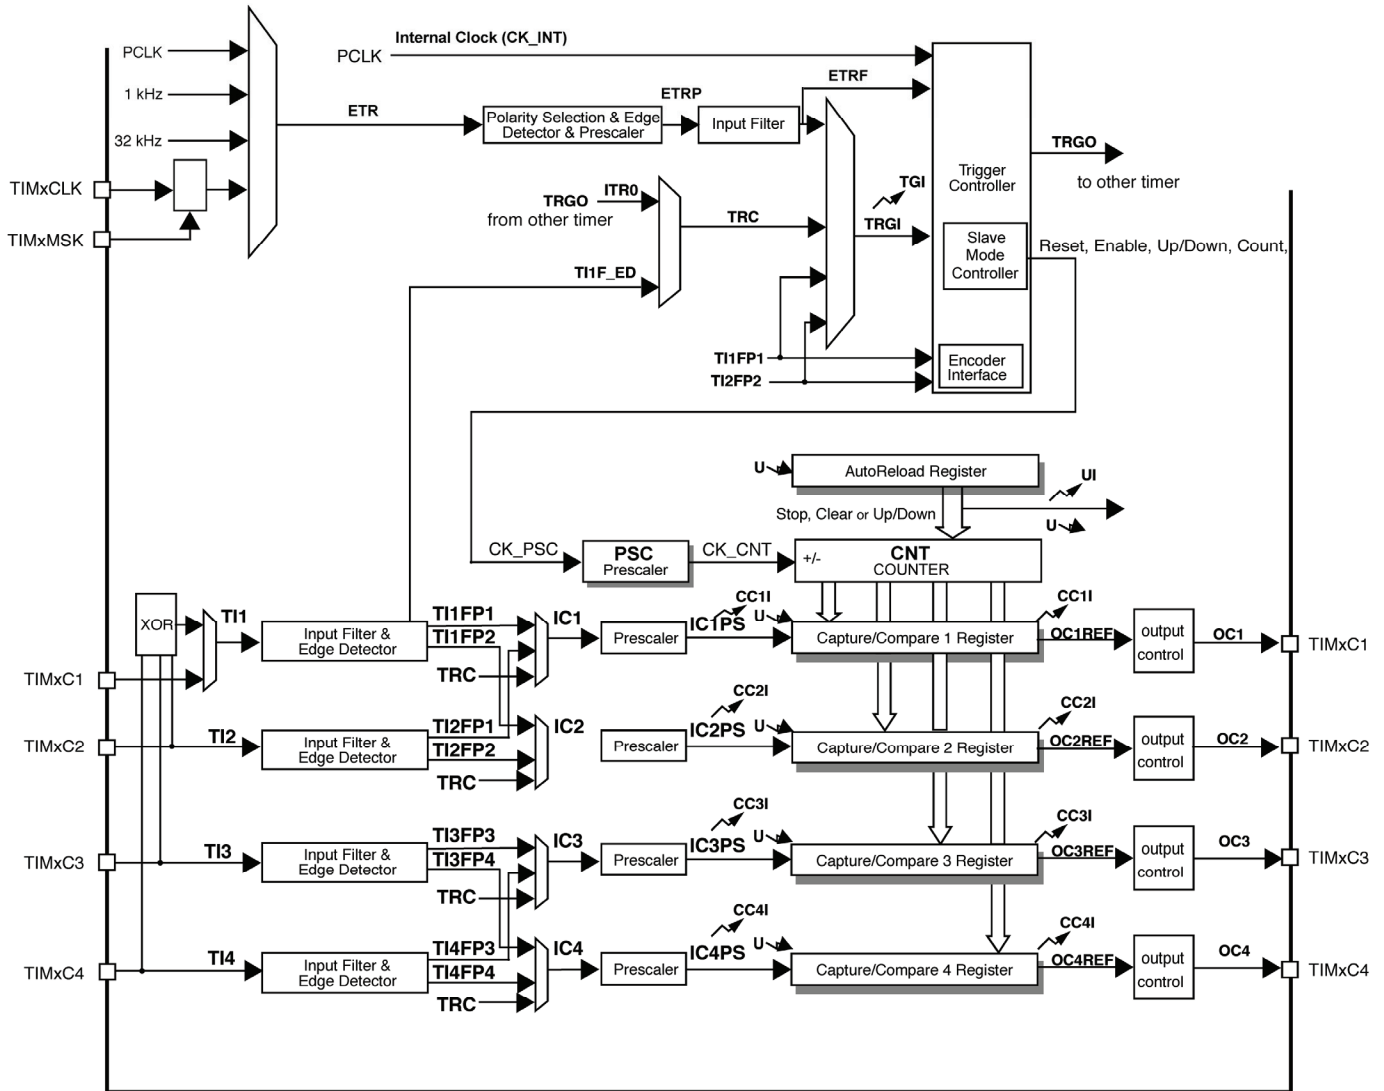 Internal Clock (CK_INT)
PCLK
PCLK
ETRF
1 kHz
ETR
ETRP
Polarity Selection & Edge
Detector & Prescaler
Input Filter
32 kHz
TRGO
to other timer
Trigger
Controller
TIMxCLK
TIMxMSK
TRGO
ITR0
from other timer
TRC
TGI
TRGI
Slave
Mode
Controller
Reset, Enable, Up/Down, Count,
TI1F_ED
TI1FP1
TI2FP2
Encoder
Interface
U
AutoReload Register
UI
Stop, Clear or Up/Down
U
CK_PSC
PSC
Prescaler
CK_CNT
+/-
CNT
COUNTER
XOR
TI1
Input Filter &
Edge Detector
TI1FP1
TI1FP2
TRC
IC1
Prescaler
CC1I
IC1PS
U
Capture/Compare 1 Register
CC1I
OC1REF
output
control
OC1
TIMxC1
TIMxC1
TIMxC2
TI2
Input Filter &
Edge Detector
TI2FP1
TI2FP2
TRC
IC2
Prescaler
CC2I
IC2PS
U
Capture/Compare 2 Register
CC2I
OC2REF
output
control
OC2
TIMxC2
TIMxC3
TI3
Input Filter &
Edge Detector
TI3FP3
TI3FP4
TRC
IC3
Prescaler
CC3I
IC3PS
U
Capture/Compare 3 Register
CC3I
OC3REF
output
control
OC3
TIMxC3
TIMxC4
TI4
Input Filter &
Edge Detector
TI4FP3
TI4FP4
TRC
IC4
Prescaler
CC4I
IC4PS
U
Capture/Compare 4 Register
CC4I
OC4REF
output
control
OC4
TIMxC4